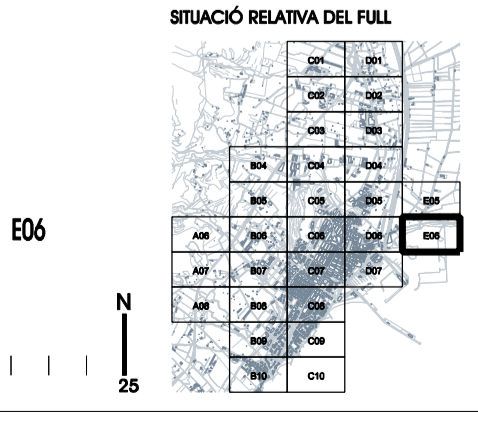 SITUACIÓ RELATIVA DEL FULL
C01 D01
C02 D02
C03 D03
B04 C04 D04
B05 C05 D05 E05
E06
A06 B06 C06 D06 E06
A07 B07 C07 D07
A08 B08 C08
B09 C09
B10 C10
N
25